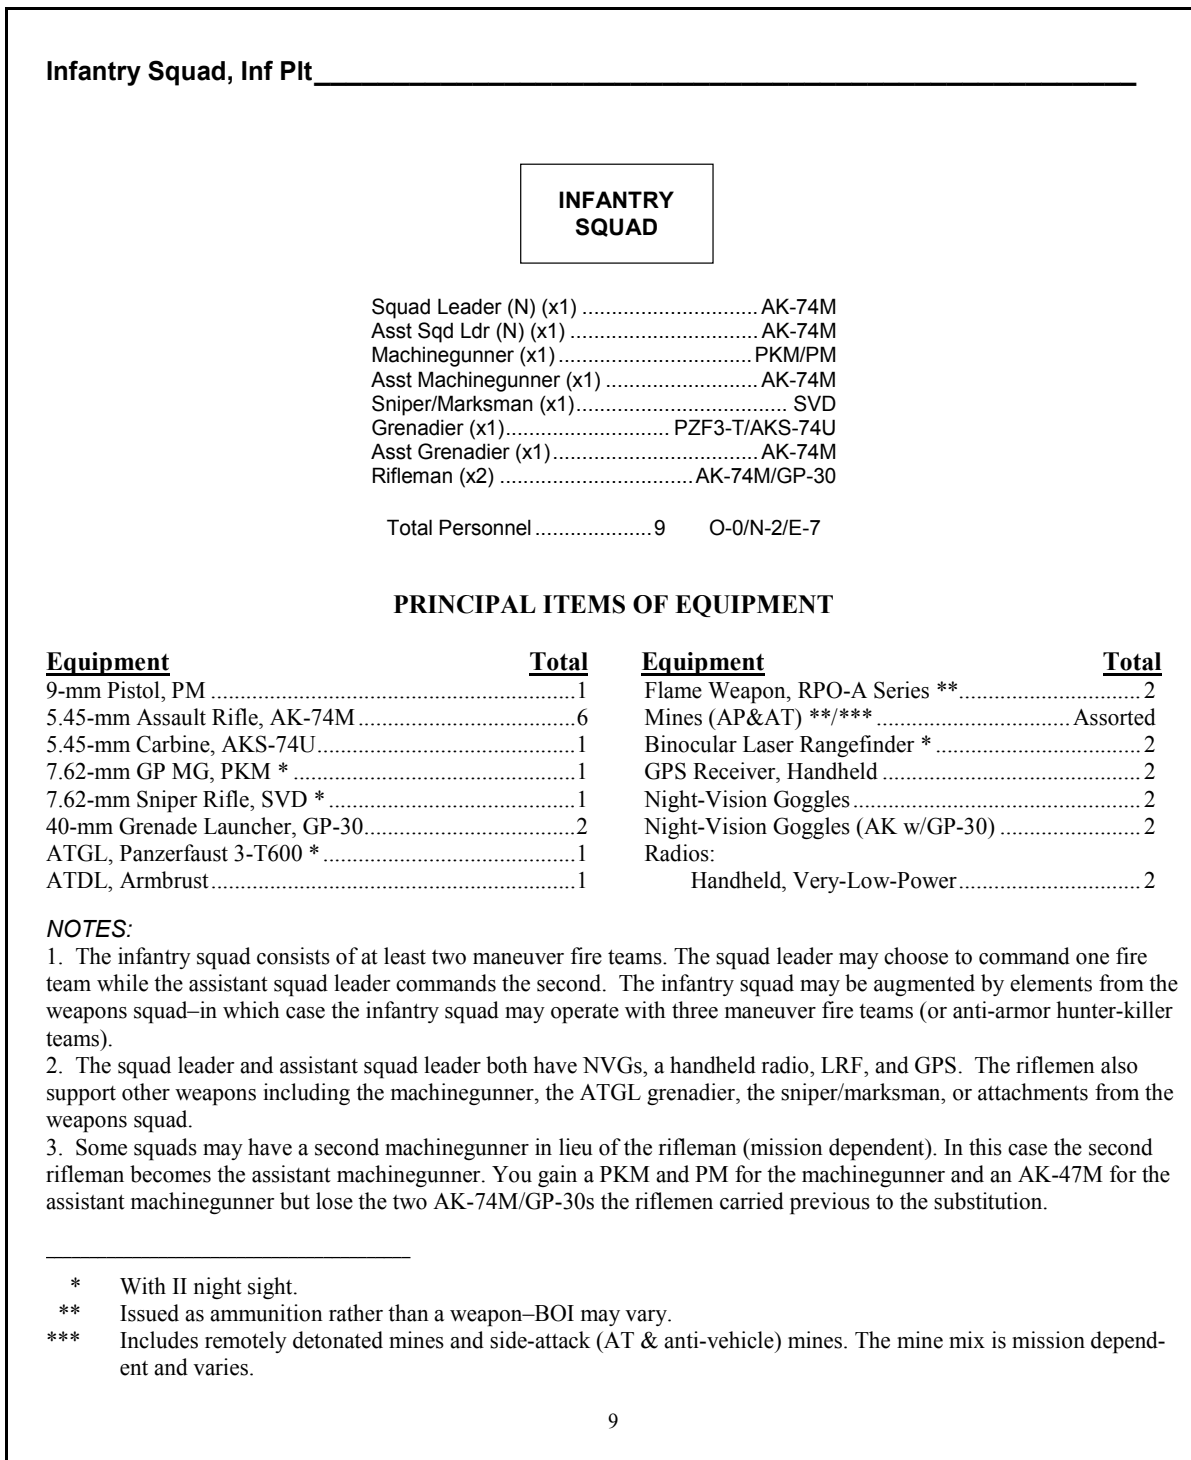 Infantry Squad, Inf Plt
INFANTRY
SQUAD
Squad Leader (N) (x1) .............................. AK-74M
Asst Sqd Ldr (N) (x1) ................................ AK-74M
Machinegunner (x1) ................................. PKM/PM
Asst Machinegunner (x1) .......................... AK-74M
Sniper/Marksman (x1).................................... SVD
Grenadier (x1)............................ PZF3-T/AKS-74U
Asst Grenadier (x1)................................... AK-74M
Rifleman (x2) .................................AK-74M/GP-30
Total Personnel ....................9 O-0/N-2/E-7
PRINCIPAL ITEMS OF EQUIPMENT
Equipment Total
9-mm Pistol, PM ....................................................................1
5.45-mm Assault Rifle, AK-74M.........................................6
5.45-mm Carbine, AKS-74U.................................................1
7.62-mm GP MG, PKM * .....................................................1
7.62-mm Sniper Rifle, SVD * ..............................................1
40-mm Grenade Launcher, GP-30.......................................2
ATGL, Panzerfaust 3-T600 * ...............................................1
ATDL, Armbrust....................................................................1
Equipment Total
Flame Weapon, RPO-A Series **.................................. 2
Mines (AP&AT) **/*** .................................... Assorted
Binocular Laser Rangefinder * ...................................... 2
GPS Receiver, Handheld ................................................ 2
Night-Vision Goggles...................................................... 2
Night-Vision Goggles (AK w/GP-30) .......................... 2
Radios:
Handheld, Very-Low-Power.................................. 2
NOTES:
1. The infantry squad consists of at least two maneuver fire teams. The squad leader may choose to command one fire
team while the assistant squad leader commands the second. The infantry squad may be augmented by elements from the
weapons squad–in which case the infantry squad may operate with three maneuver fire teams (or anti-armor hunter-killer
teams).
2. The squad leader and assistant squad leader both have NVGs, a handheld radio, LRF, and GPS. The riflemen also
support other weapons including the machinegunner, the ATGL grenadier, the sniper/marksman, or attachments from the
weapons squad.
3. Some squads may have a second machinegunner in lieu of the rifleman (mission dependent). In this case the second
rifleman becomes the assistant machinegunner. You gain a PKM and PM for the machinegunner and an AK-47M for the
assistant machinegunner but lose the two AK-74M/GP-30s the riflemen carried previous to the substitution.
* With II night sight.
** Issued as ammunition rather than a weapon–BOI may vary.
*** Includes remotely detonated mines and side-attack (AT & anti-vehicle) mines. The mine mix is mission depend-
ent and varies.
9